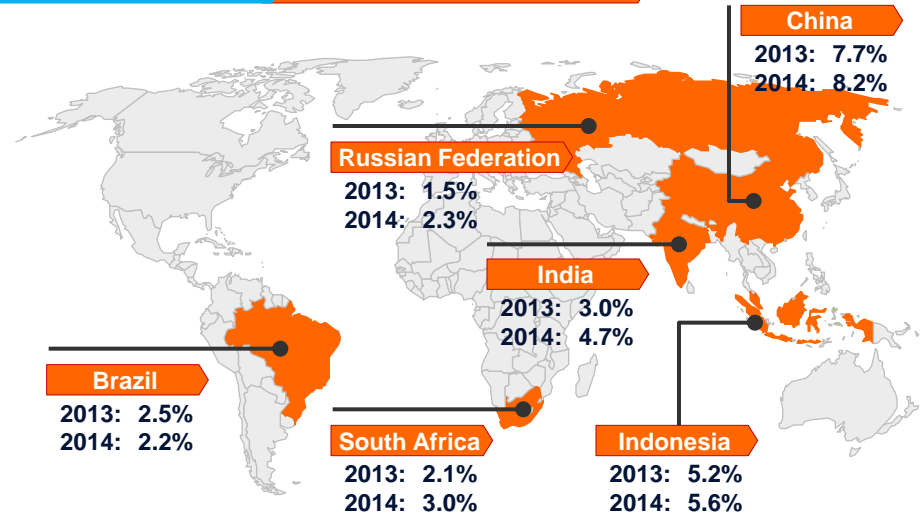 China
2013: 7.7%
2014: 8.2%
Russian Federation
2013: 1.5%
2014: 2.3%
India
2013: 3.0%
2014: 4.7%
Brazil
2013: 2.5%
2014: 2.2%
South Africa
2013: 2.1%
2014: 3.0%
Indonesia
2013: 5.2%
2014: 5.6%